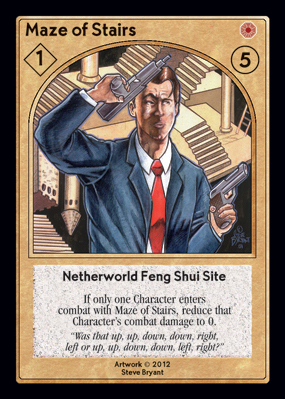 Maze of Stairs
1
5
Netherworld Feng Shui Site
If only one Character enters
combat with Maze of Stairs, reduce that
Character's combat damage to 0.
"Was that up, up, down, down, right,
left or up, up, down, down, left, right?"
Artwork © 2012
Steve Bryant